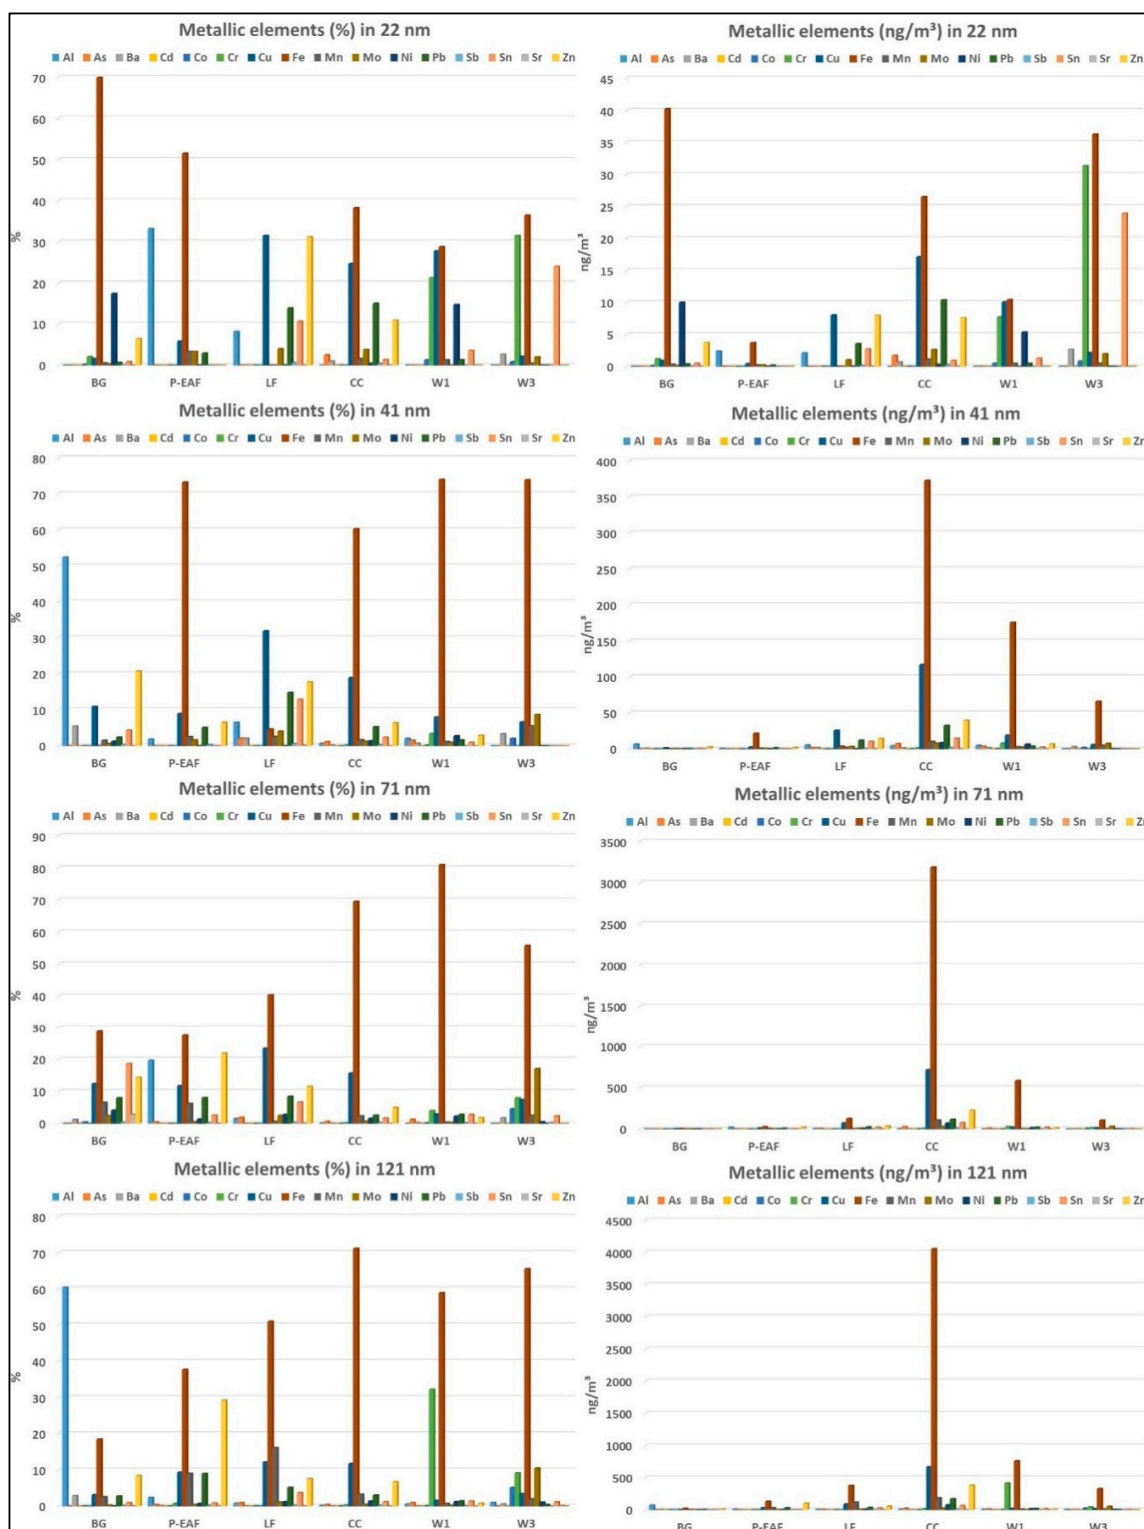 Metallic elements (%) in 22 nm
Al As Ba Cd Co Cr Cu Fe Mn Mo Ni Pb Sb Sn Sr Zn
70
60
50
40
30
20
10
0
%
BG P-EAF LF CC W1 W3
Metallic elements (ng/m³) in 22 nm
Al As Ba Cd Co Cr Cu Fe Mn Mo Ni Pb Sb Sn Sr Zn
45
40
35
30
25
20
15
10
5
0
ng/m³
BG P-EAF LF CC W1 W3
Metallic elements (%) in 41 nm
Al As Ba Cd Co Cr Cu Fe Mn Mo Ni Pb Sb Sn Sr Zn
80
70
60
50
40
30
20
10
0
%
BG P-EAF LF CC W1 W3
Metallic elements (ng/m³) in 41 nm
Al As Ba Cd Co Cr Cu Fe Mn Mo Ni Pb Sb Sn Sr Zn
400
350
300
250
200
150
100
50
0
ng/m³
BG P-EAF LF CC W1 W3
Metallic elements (%) in 71 nm
Al As Ba Cd Co Cr Cu Fe Mn Mo Ni Pb Sb Sn Sr Zn
90
80
70
60
50
40
30
20
10
0
%
BG P-EAF LF CC W1 W3
Metallic elements (ng/m³) in 71 nm
Al As Ba Cd Co Cr Cu Fe Mn Mo Ni Pb Sb Sn Sr Zn
3500
3000
2500
2000
1500
1000
500
0
ng/m³
BG P-EAF LF CC W1 W3
Metallic elements (%) in 121 nm
Al As Ba Cd Co Cr Cu Fe Mn Mo Ni Pb Sb Sn Sr Zn
80
70
60
50
40
30
20
10
0
%
BG P-EAF LF CC W1 W3
Metallic elements (ng/m³) in 121 nm
Al As Ba Cd Co Cr Cu Fe Mn Mo Ni Pb Sb Sn Sr Zn
4500
4000
3500
3000
2500
2000
1500
1000
500
0
ng/m³
BG P-EAF LF CC W1 W3